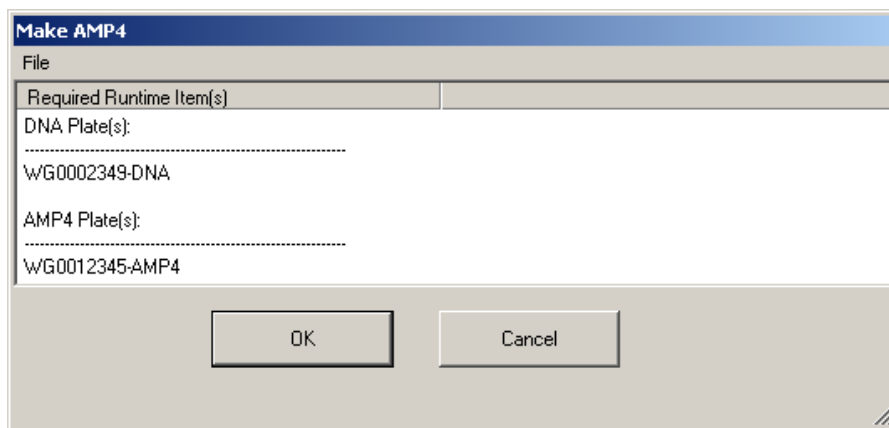 Make AMP4
File
Required Runtime Item(s)
DNA Plate(s):
--------------------------------------------------------------------------------
WG0002349-DNA
AMP4 Plate(s):
--------------------------------------------------------------------------------
WG0012345-AMP4
OK
Cancel